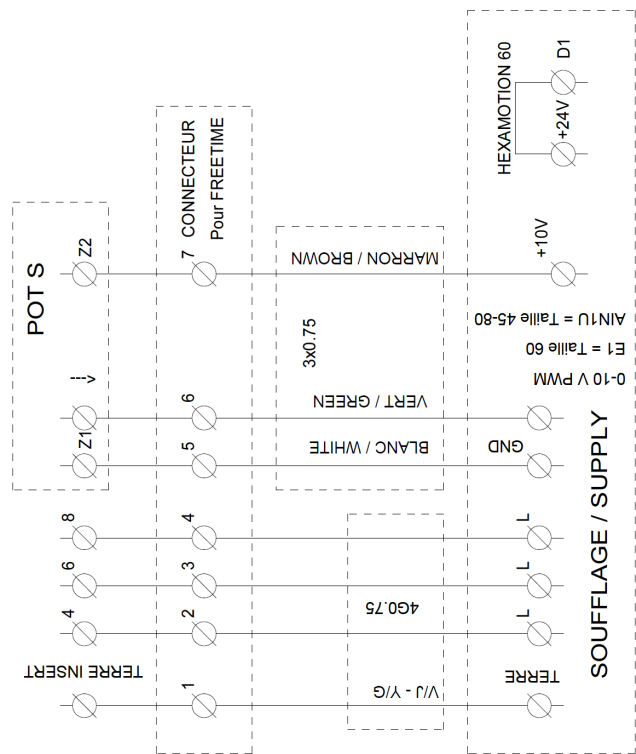 POT S
Z2
--->
Z1
8
6
4
TERRE INSERT
7 CONNECTEUR
Pour FREETIME
6
5
4
3
2
1
MARRON / BROWN
3x0.75
VERT / GREEN
BLANC / WHITE
4G0.75
V/J - Y/G
HEXAMOTION 60
D1
+24V
+10V
AIN1U = Taille 45-80
E1 = Taille 60
0-10 V PWM
GND
L
L
L
TERRE
SOUFFLAGE / SUPPLY